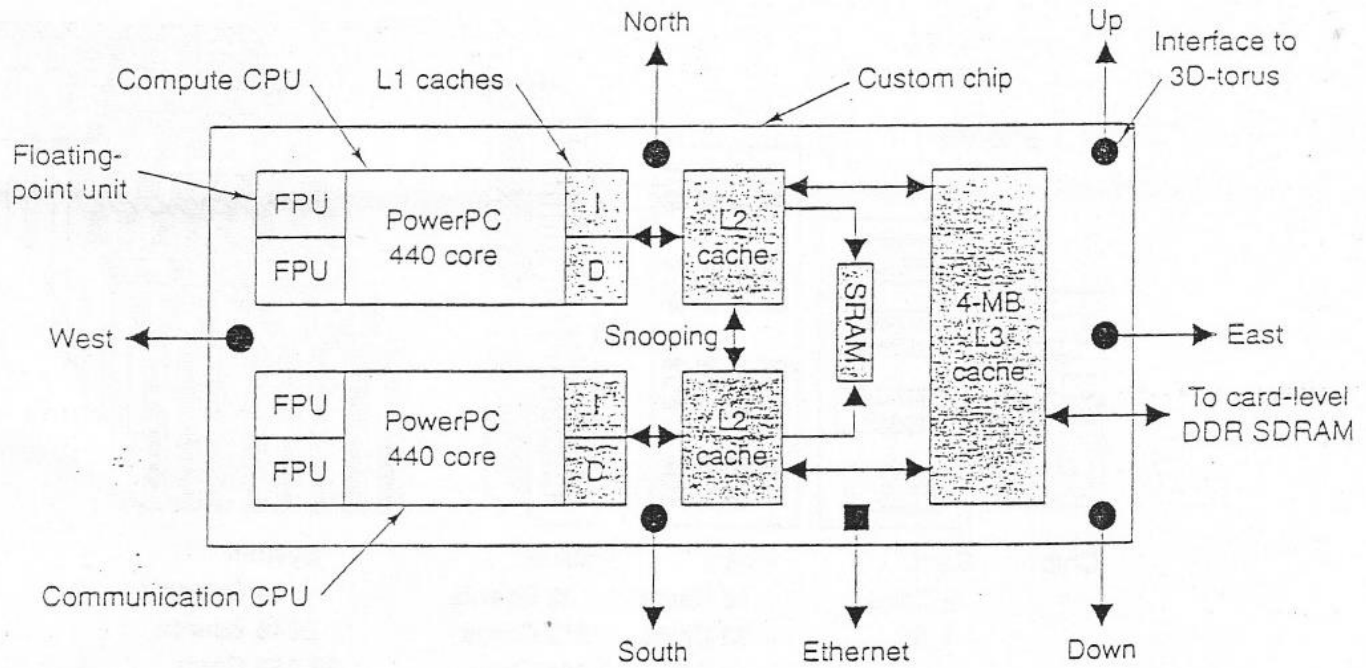 North
Up
Interface to
3D-torus
Compute CPU
L1 caches
Custom chip
Floating-
point unit
FPU
FPU
PowerPC
440 core
I
D
L2
cache
SRAM
4-MB
L3
cache
West
Snooping
East
To card-level
DDR SDRAM
FPU
FPU
PowerPC
440 core
I
D
L2
cache
Communication CPU
South
Ethernet
Down